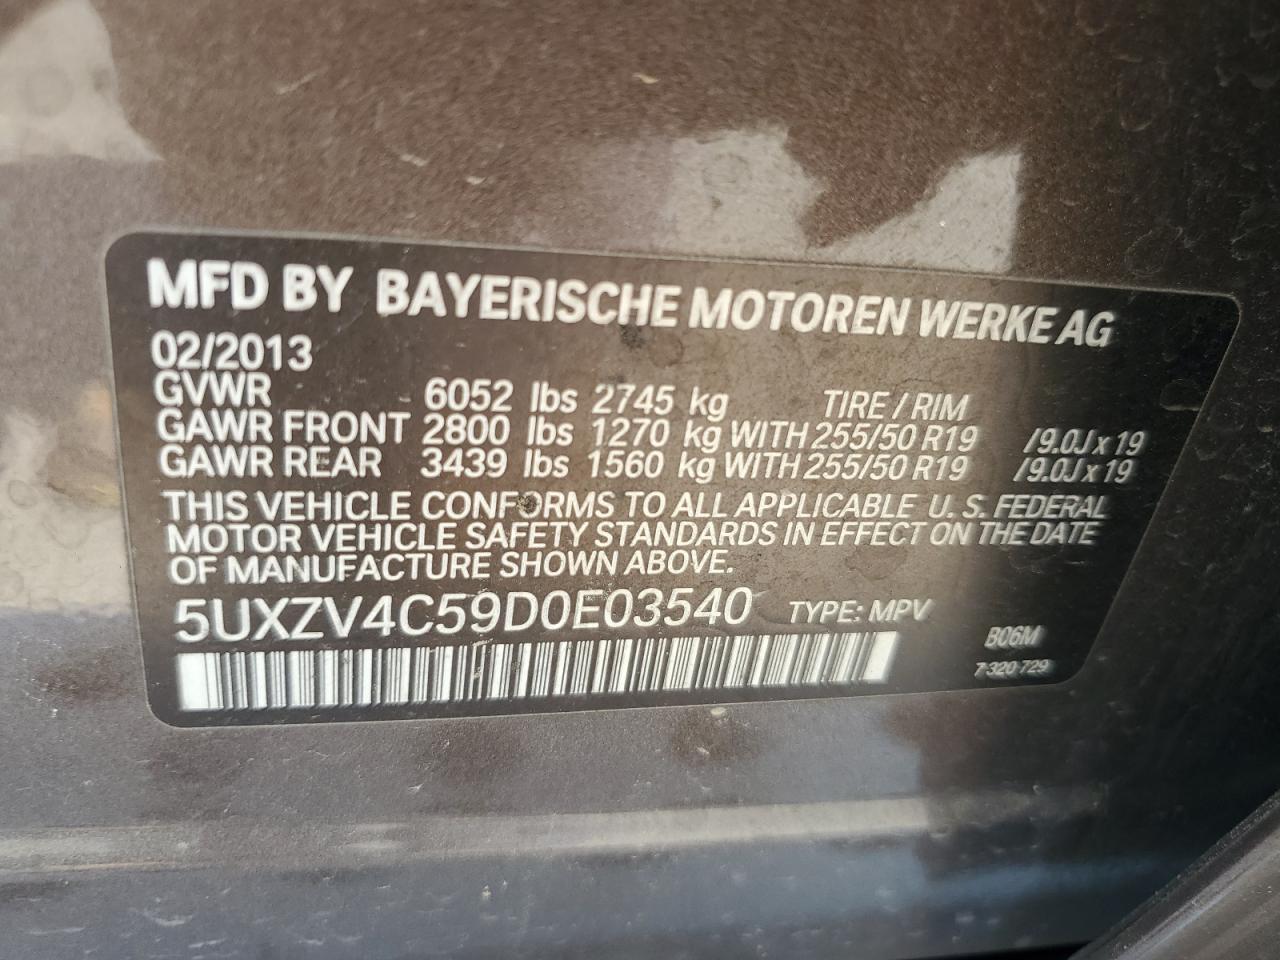 MFD BY BAYERISCHE MOTOREN WERKE AG
02/2013
GVWR 6052 lbs 2745 kg TIRE / RIM
GAWR FRONT 2800 lbs 1270 kg WITH 255/50 R19 /9.0J x 19
GAWR REAR 3439 lbs 1560 kg WITH 255/50 R19 /9.0J x 19
THIS VEHICLE CONFORMS TO ALL APPLICABLE U. S. FEDERAL
MOTOR VEHICLE SAFETY STANDARDS IN EFFECT ON THE DATE
OF MANUFACTURE SHOWN ABOVE.
5UXZV4C59D0E03540 TYPE: MPV
B06M
7 320 729